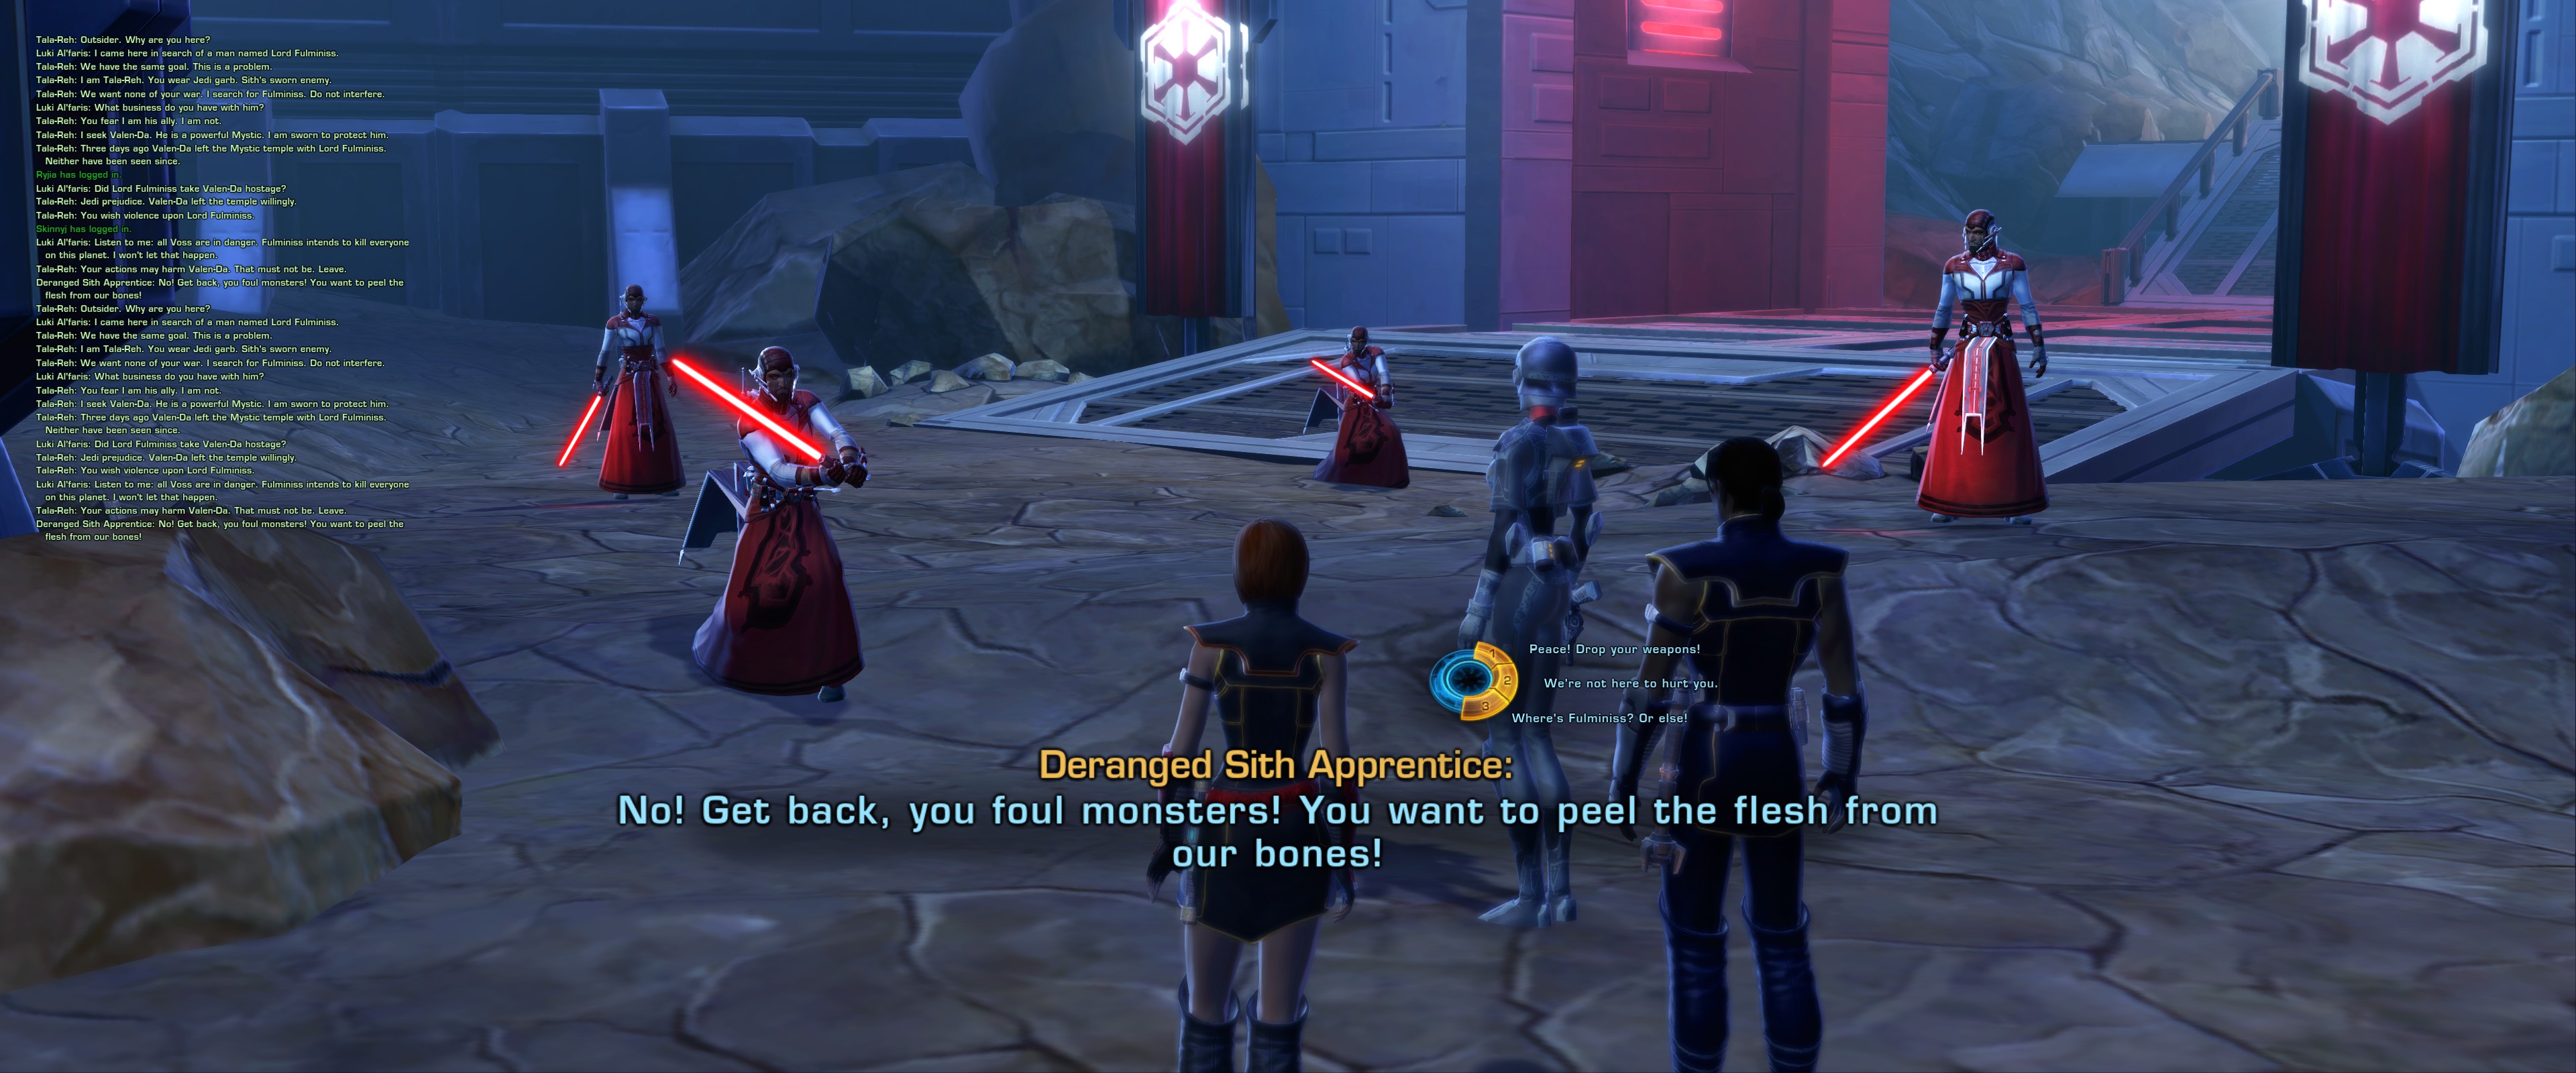 Tala-Reh: Outsider. Why are you here?
Luki Al'faris: I came here in search of a man named Lord Fulminiss.
Tala-Reh: We have the same goal. This is a problem.
Tala-Reh: I am Tala-Reh. You wear Jedi garb. Sith's sworn enemy.
Tala-Reh: We want none of your war. I search for Fulminiss. Do not interfere.
Luki Al'faris: What business do you have with him?
Tala-Reh: You fear I am his ally. I am not.
Tala-Reh: I seek Valen-Da. He is a powerful Mystic. I am sworn to protect him.
Tala-Reh: Three days ago Valen-Da left the Mystic temple with Lord Fulminiss.
Neither have been seen since.
Ryjia has logged in.
Luki Al'faris: Did Lord Fulminiss take Valen-Da hostage?
Tala-Reh: Jedi prejudice. Valen-Da left the temple willingly.
Tala-Reh: You wish violence upon Lord Fulminiss.
Skinnyj has logged in.
Luki Al'faris: Listen to me: all Voss are in danger. Fulminiss intends to kill everyone
on this planet. I won't let that happen.
Tala-Reh: Your actions may harm Valen-Da. That must not be. Leave.
Deranged Sith Apprentice: No! Get back, you foul monsters! You want to peel the
flesh from our bones!
Tala-Reh: Outsider. Why are you here?
Luki Al'faris: I came here in search of a man named Lord Fulminiss.
Tala-Reh: We have the same goal. This is a problem.
Tala-Reh: I am Tala-Reh. You wear Jedi garb. Sith's sworn enemy.
Tala-Reh: We want none of your war. I search for Fulminiss. Do not interfere.
Luki Al'faris: What business do you have with him?
Tala-Reh: You fear I am his ally. I am not.
Tala-Reh: I seek Valen-Da. He is a powerful Mystic. I am sworn to protect him.
Tala-Reh: Three days ago Valen-Da left the Mystic temple with Lord Fulminiss.
Neither have been seen since.
Luki Al'faris: Did Lord Fulminiss take Valen-Da hostage?
Tala-Reh: Jedi prejudice. Valen-Da left the temple willingly.
Tala-Reh: You wish violence upon Lord Fulminiss.
Luki Al'faris: Listen to me: all Voss are in danger. Fulminiss intends to kill everyone
on this planet. I won't let that happen.
Tala-Reh: Your actions may harm Valen-Da. That must not be. Leave.
Deranged Sith Apprentice: No! Get back, you foul monsters! You want to peel the
flesh from our bones!
1 Peace! Drop your weapons!
2 We're not here to hurt you.
3 Where's Fulminiss? Or else!
Deranged Sith Apprentice:
No! Get back, you foul monsters! You want to peel the flesh from
our bones!